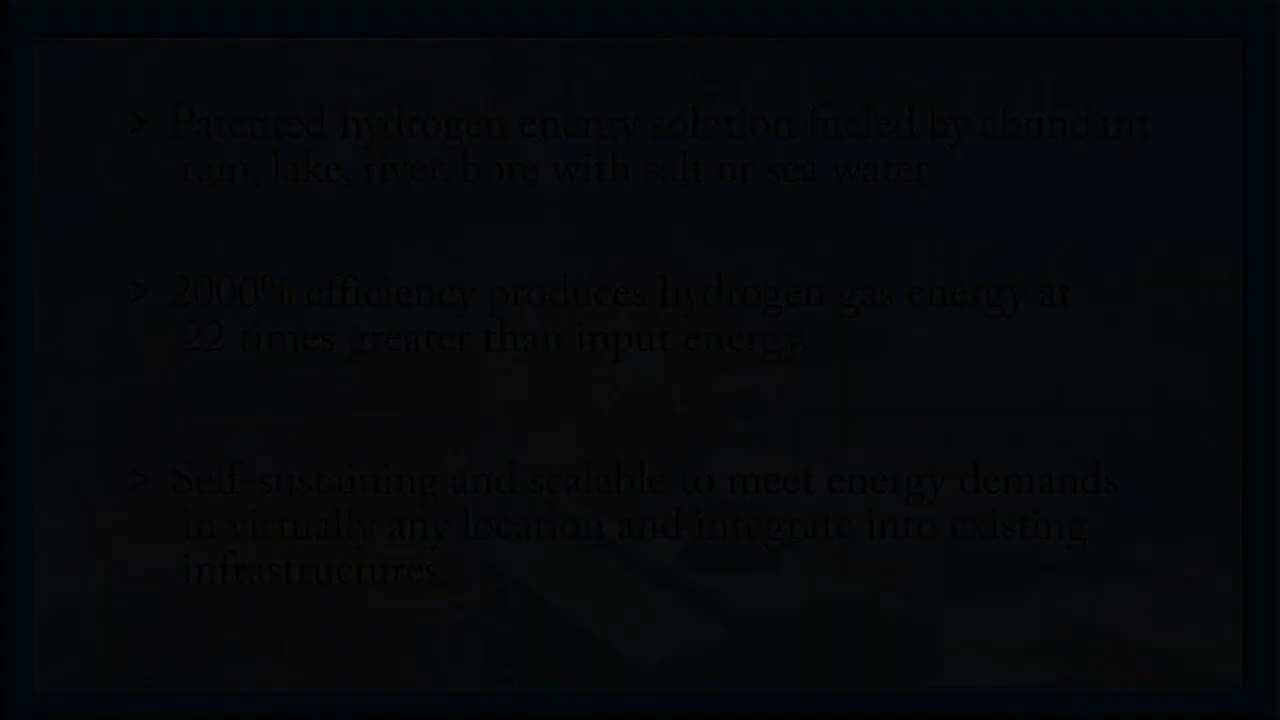 > Patented hydrogen energy solution fueled by abundant
rain, lake, river, bore with salt or sea water.
> 2000% efficiency produces hydrogen gas energy at
22 times greater than input energy.
> Self-sustaining and scalable to meet energy demands
in virtually any location and integrate into existing
infrastructures.